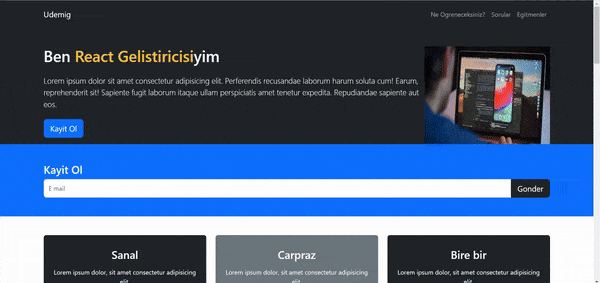 Udemig
Ne Ogreneceksiniz? Sorular Egitmenler
Ben React Gelistiricisiyim
Lorem ipsum dolor sit amet consectetur adipisicing elit. Perferendis recusandae laborum harum soluta cum! Earum,
reprehenderit sit! Sapiente fugit laborum itaque ullam perspiciatis amet tenetur expedita. Repudiandae sapiente aut
eos.
Kayit Ol
Kayit Ol
E mail
Gonder
Sanal
Lorem ipsum dolor, sit amet consectetur adipisicing
elit.
Carpraz
Lorem ipsum dolor, sit amet consectetur adipisicing
elit.
Bire bir
Lorem ipsum dolor, sit amet consectetur adipisicing
elit.